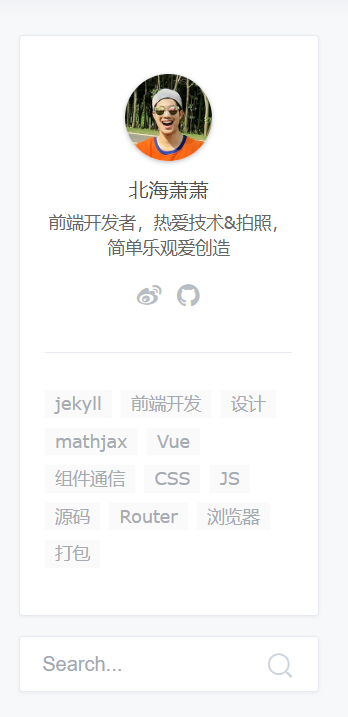 北海萧萧
前端开发者，热爱技术&拍照，
简单乐观爱创造
jekyll 前端开发 设计
mathjax Vue
组件通信 CSS JS
源码 Router 浏览器
打包
Search...